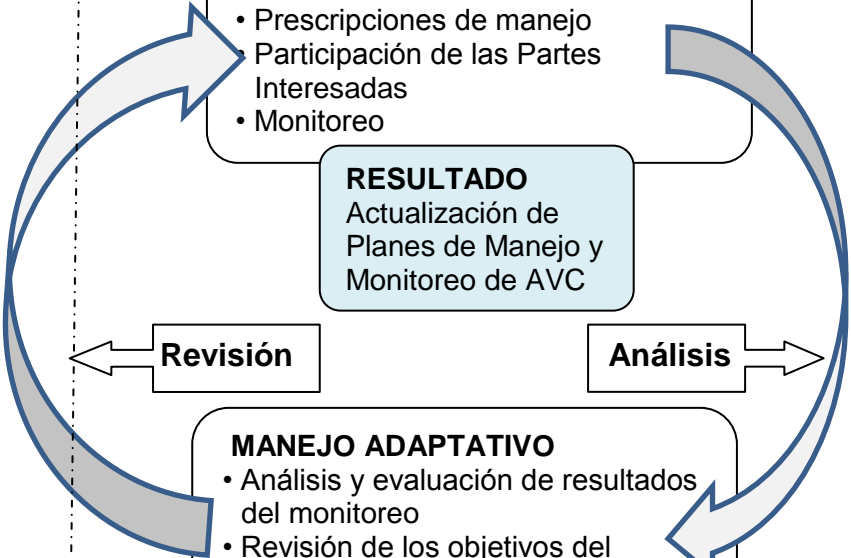 • Prescripciones de manejo
• Participación de las Partes
Interesadas
• Monitoreo
RESULTADO
Actualización de
Planes de Manejo y
Monitoreo de AVC
Revisión
Análisis
MANEJO ADAPTATIVO
• Análisis y evaluación de resultados
del monitoreo
• Revisión de los objetivos del